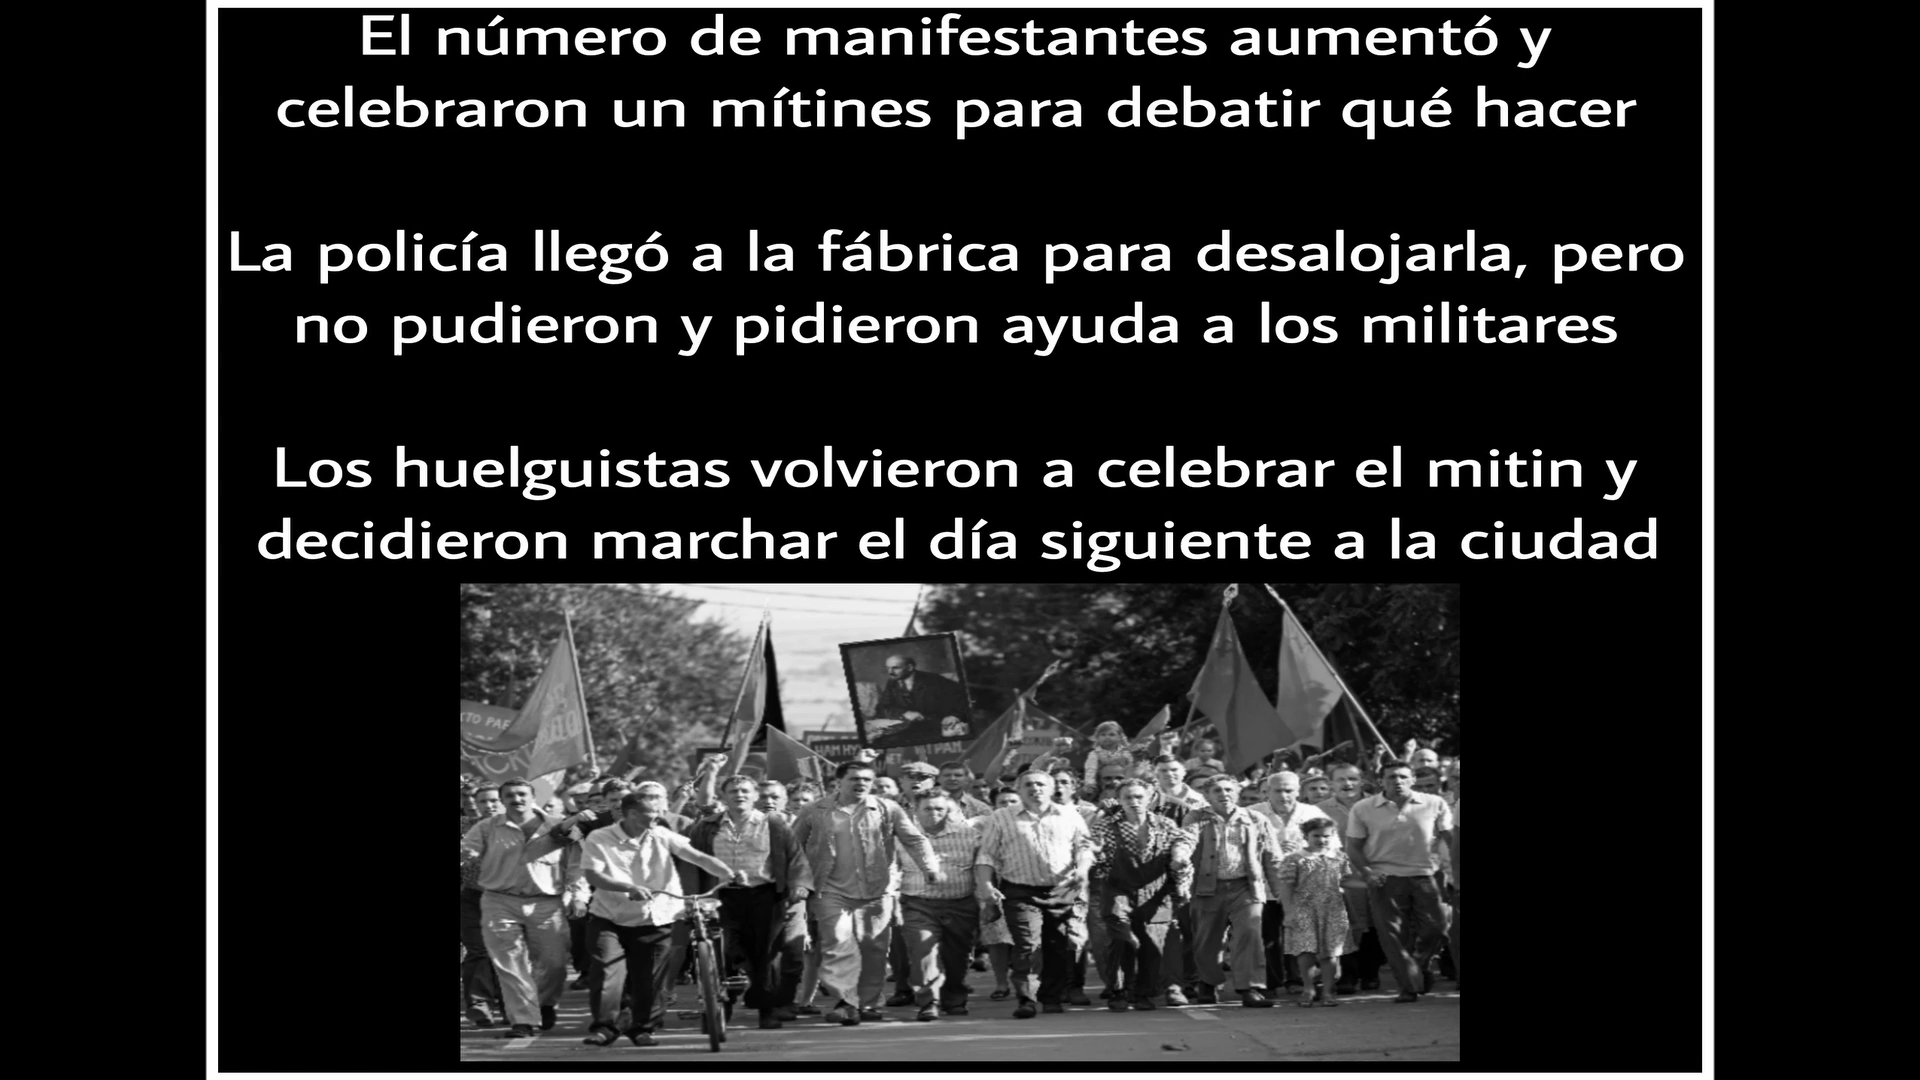 El número de manifestantes aumentó y
celebraron un mítines para debatir qué hacer
La policía llegó a la fábrica para desalojarla, pero
no pudieron y pidieron ayuda a los militares
Los huelguistas volvieron a celebrar el mitin y
decidieron marchar el día siguiente a la ciudad